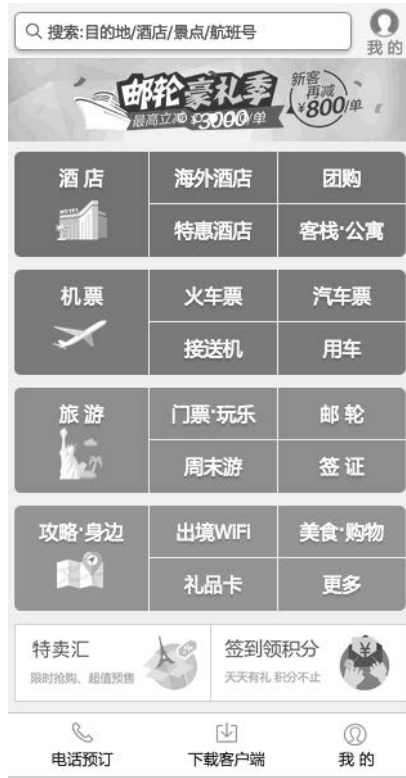 搜索:目的地/酒店/景点/航班号
我的
邮轮豪礼季
新客
再减
¥800/单
最高立减¥3000/单
酒店
海外酒店
团购
特惠酒店
客栈·公寓
机票
火车票
汽车票
接送机
用车
旅游
门票·玩乐
邮轮
周末游
签证
攻略·身边
出境WiFi
美食·购物
礼品卡
更多
特卖汇
限时抢购、超值预售
签到领积分
天天有礼 积分不止
电话预订
下载客户端
我的